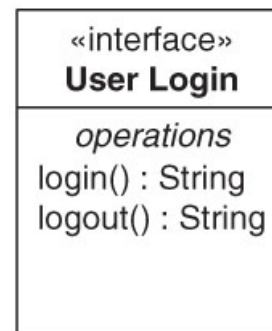 «interface»
User Login
operations
login() : String
logout() : String